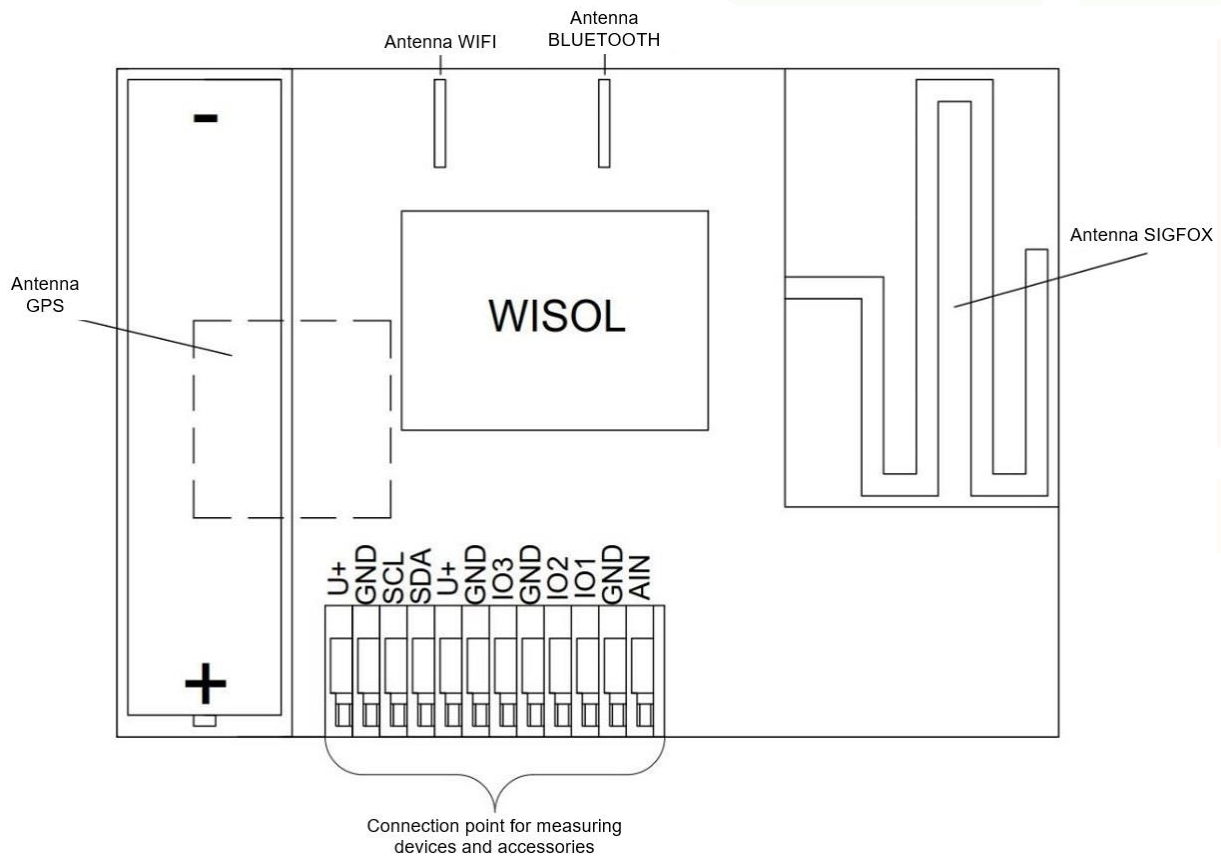 Antenna
BLUETOOTH
Antenna WIFI
-
Antenna SIGFOX
Antenna
GPS
WISOL
U+
GND
SCL
SDA
U+
GND
IO3
GND
IO2
IO1
GND
AIN
+
Connection point for measuring
devices and accessories